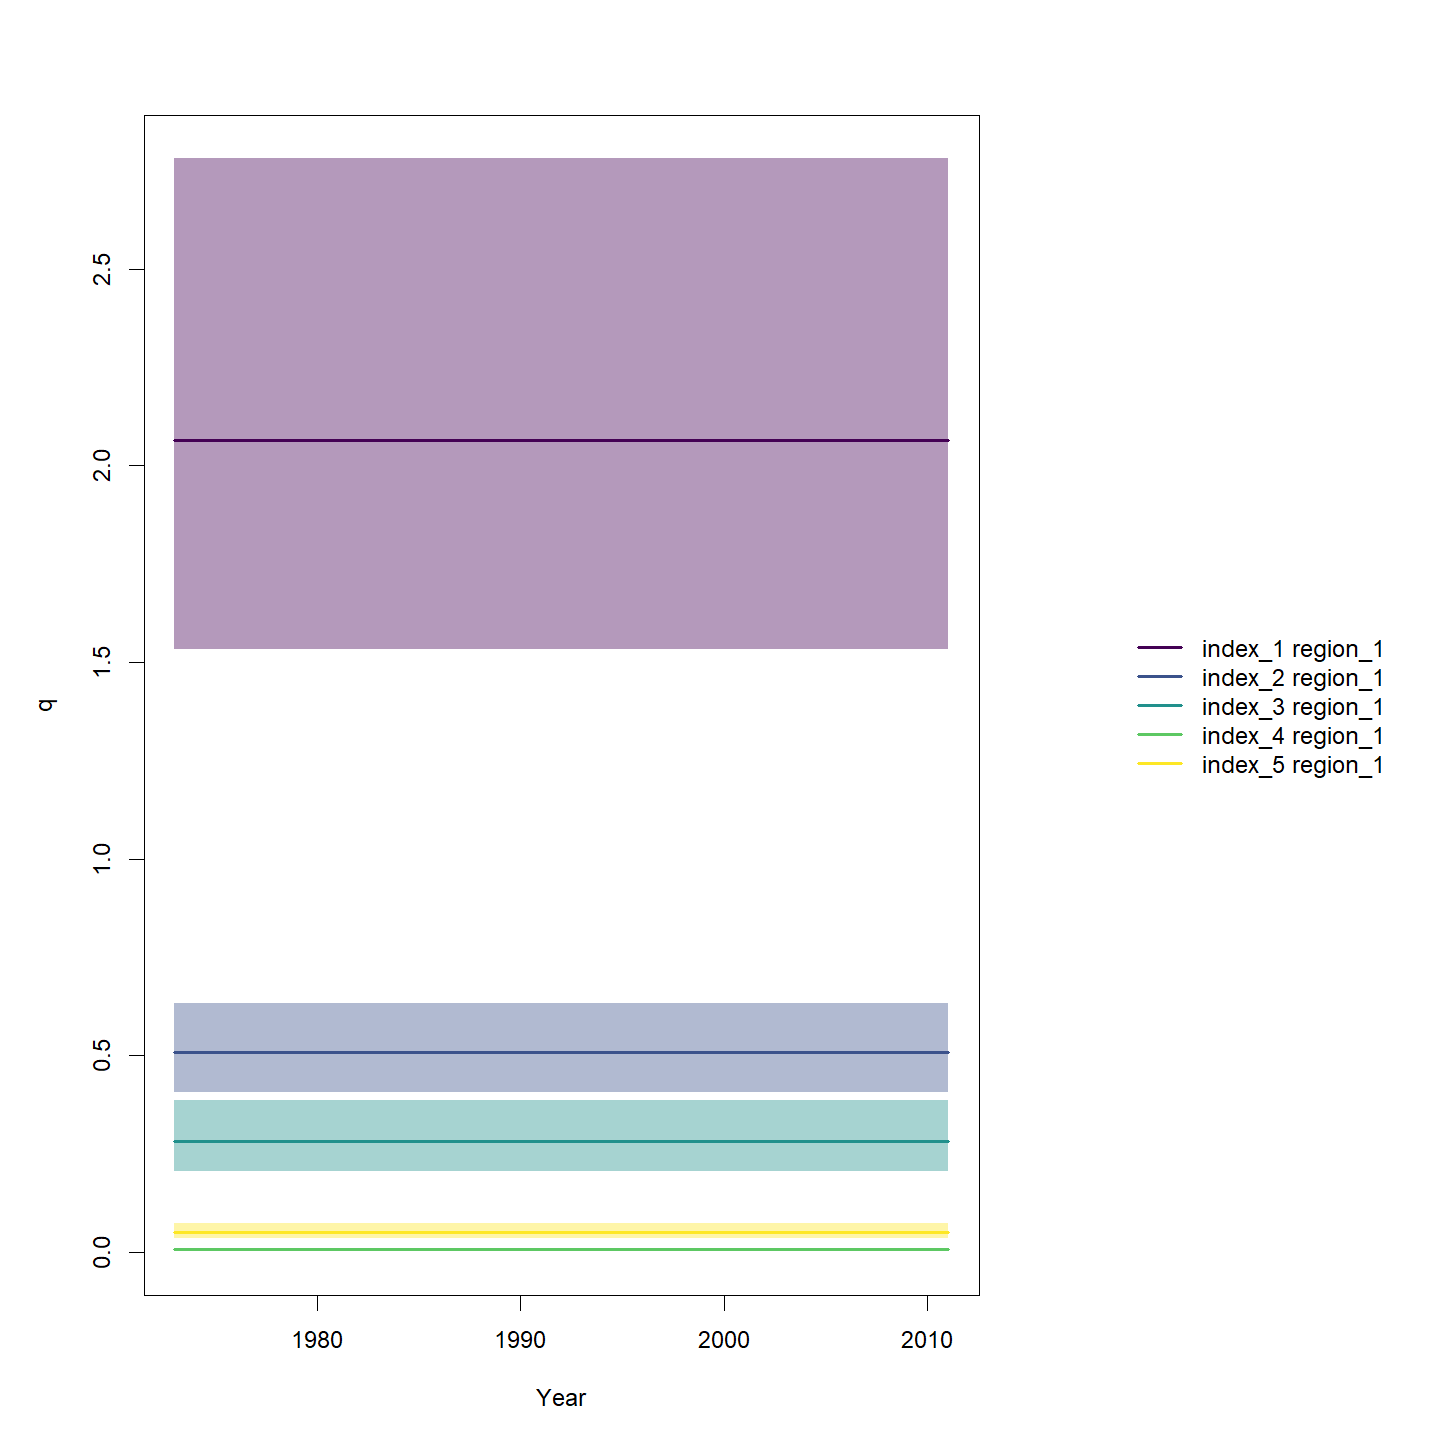 2.5
2.0
1.5
1.0
0.5
0.0
q
1980 1990 2000 2010
Year
index_1 region_1
index_2 region_1
index_3 region_1
index_4 region_1
index_5 region_1